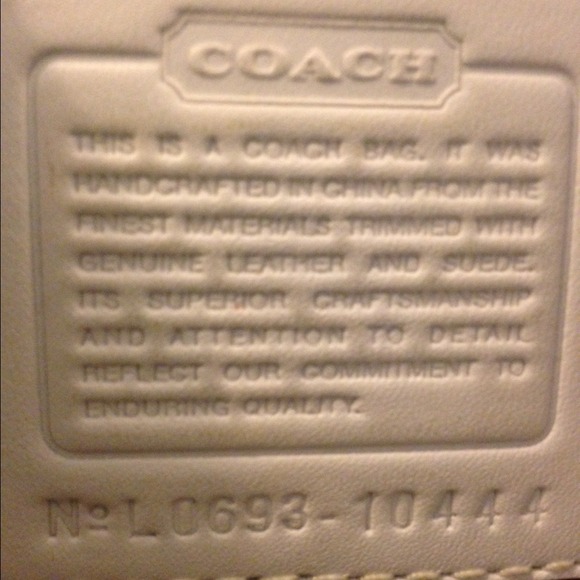 COACH
THIS IS A COACH BAG. IT WAS
HANDCRAFTED IN CHINA FROM THE
FINEST MATERIALS TRIMMED WITH
GENUINE LEATHER AND SUEDE.
ITS SUPERIOR CRAFTSMANSHIP
AND ATTENTION TO DETAIL
REFLECT OUR COMMITMENT TO
ENDURING QUALITY.
Nº L0693-10444